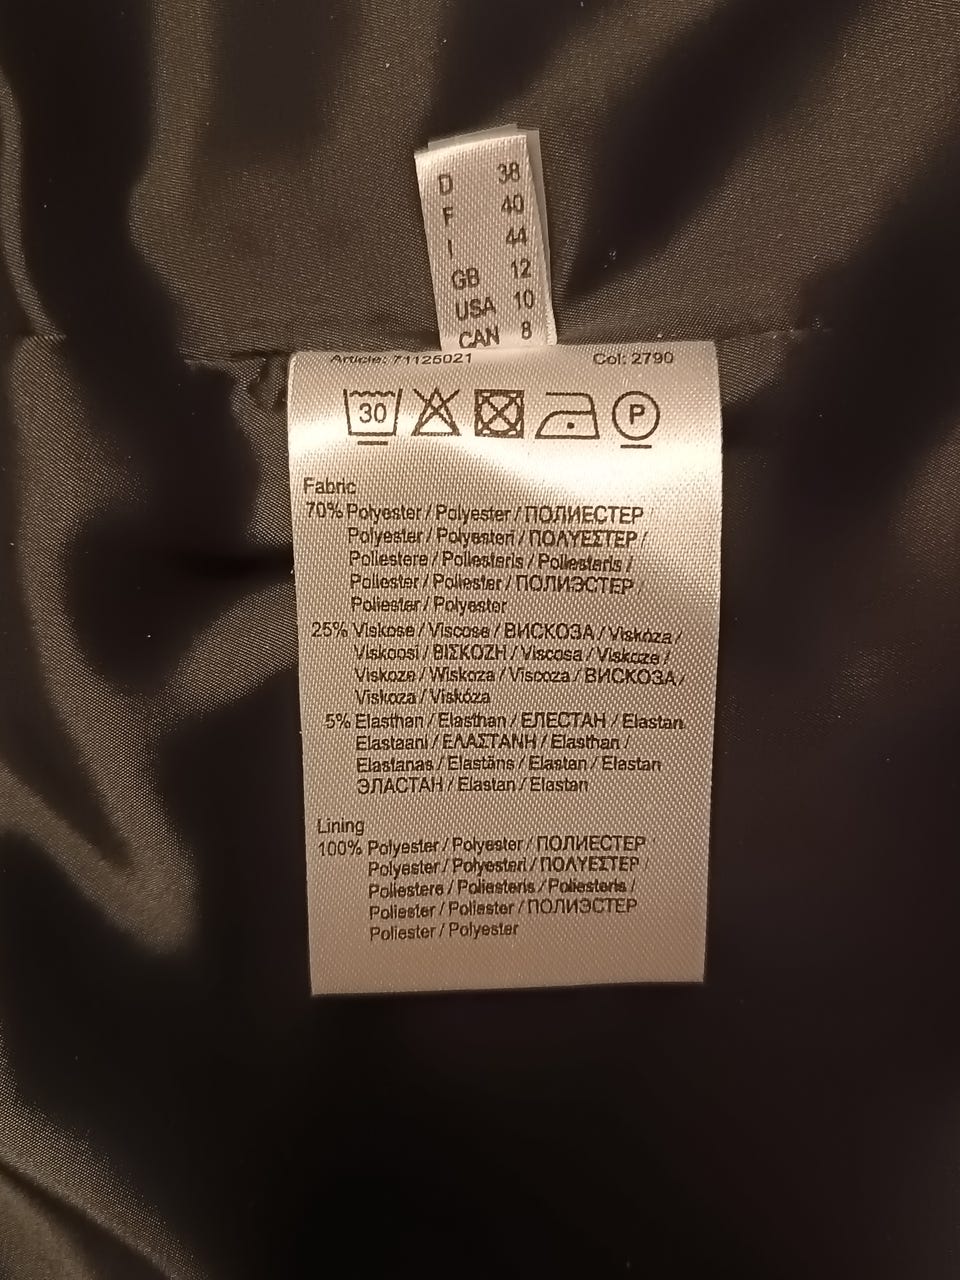 D 38
F 40
I 44
GB 12
USA 10
CAN 8
Article: 71125021 Col: 2790
30 P
Fabric
70% Polyester / Polyester / ПОЛИЕСТЕР /
Polyester / Polyesteri / ΠΟΛΥΕΣΤΕΡ /
Poliestere / Poliesteris / Poliesteris /
Poliester / Poliester / ПОЛИЭСТЕР /
Poliester / Polyester
25% Viskose / Viscose / ВИСКОЗА / Viskóza /
Viskoosi / ΒΙΣΚΟΖΗ / Viscosa / Viskoze /
Viskoze / Wiskoza / Viscoza / ВИСКОЗА /
Viskoza / Viskóza
5% Elasthan / Elasthan / ЕЛЕСТАН / Elastan
Elastaani / ΕΛΑΣΤΑΝΗ / Elasthan /
Elastanas / Elastāns / Elastan / Elastan
ЭЛАСТАН / Elastan / Elastan
Lining
100% Polyester / Polyester / ПОЛИЕСТЕР
Polyester / Polyesteri / ΠΟΛΥΕΣΤΕΡ /
Poliestere / Poliesteris / Poliesteris /
Poliester / Poliester / ПОЛИЭСТЕР
Poliester / Polyester